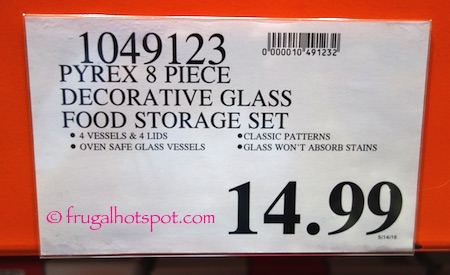 1049123
0000010491232
PYREX 8 PIECE
DECORATIVE GLASS
FOOD STORAGE SET
• 4 VESSELS & 4 LIDS
• CLASSIC PATTERNS
• OVEN SAFE GLASS VESSELS
• GLASS WON'T ABSORB STAINS
14.99
© frugalhotspot.com